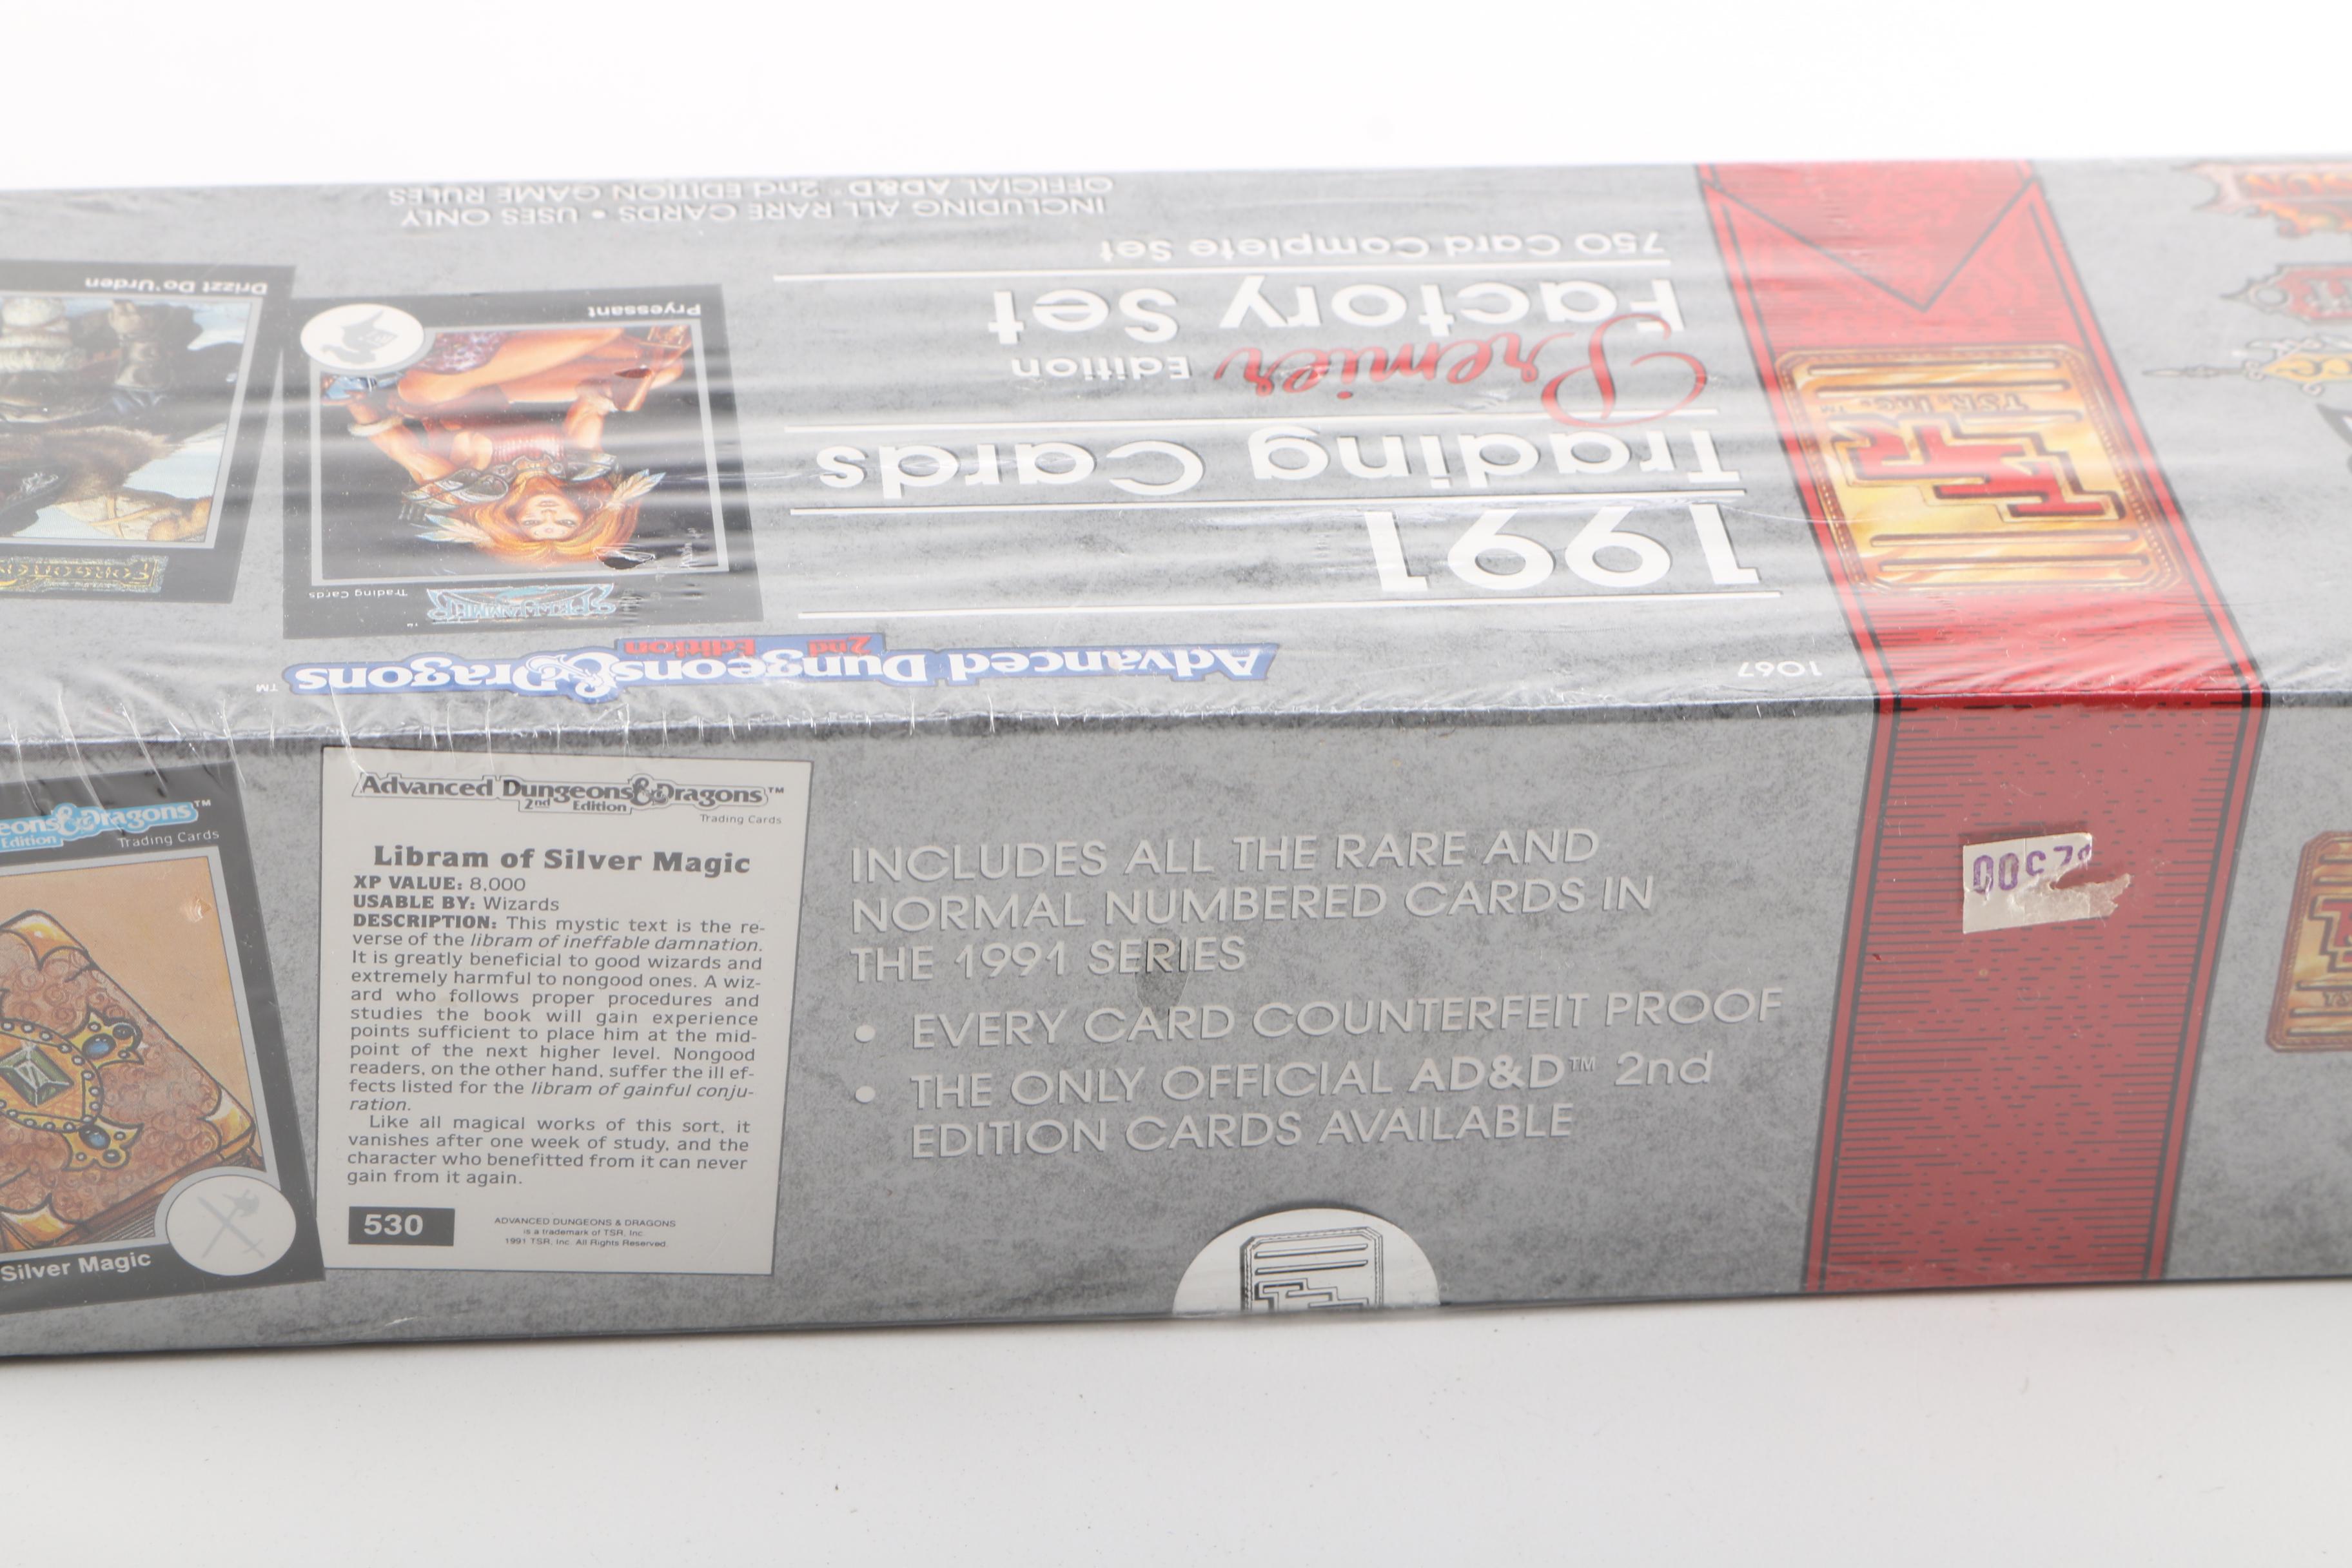 OFFICIAL AD&D® 2nd EDITION GAME RULES
INCLUDING ALL RARE CARDS • USES ONLY
750 Card Complete Set
Factory Set
Premier Edition
Trading Cards
1991
1067
Advanced Dungeons & Dragons™
2nd Edition
TSR, Inc.™
Drizzt Do'Urden
FORGOTTEN
Pryessant
SPELLJAMMER™
Trading Cards
eons & Dragons™
Edition
Trading Cards
Silver Magic
Advanced Dungeons & Dragons™
2nd Edition
Trading Cards
Libram of Silver Magic
XP VALUE: 8,000
USABLE BY: Wizards
DESCRIPTION: This mystic text is the re-
verse of the libram of ineffable damnation.
It is greatly beneficial to good wizards and
extremely harmful to nongood ones. A wiz-
ard who follows proper procedures and
studies the book will gain experience
points sufficient to place him at the mid-
point of the next higher level. Nongood
readers, on the other hand, suffer the ill ef-
fects listed for the libram of gainful conju-
ration.
Like all magical works of this sort, it
vanishes after one week of study, and the
character who benefitted from it can never
gain from it again.
530
ADVANCED DUNGEONS & DRAGONS
is a trademark of TSR, Inc.
1991 TSR, Inc. All Rights Reserved.
INCLUDES ALL THE RARE AND
NORMAL NUMBERED CARDS IN
THE 1991 SERIES
• EVERY CARD COUNTERFEIT PROOF
• THE ONLY OFFICIAL AD&D™ 2nd
EDITION CARDS AVAILABLE